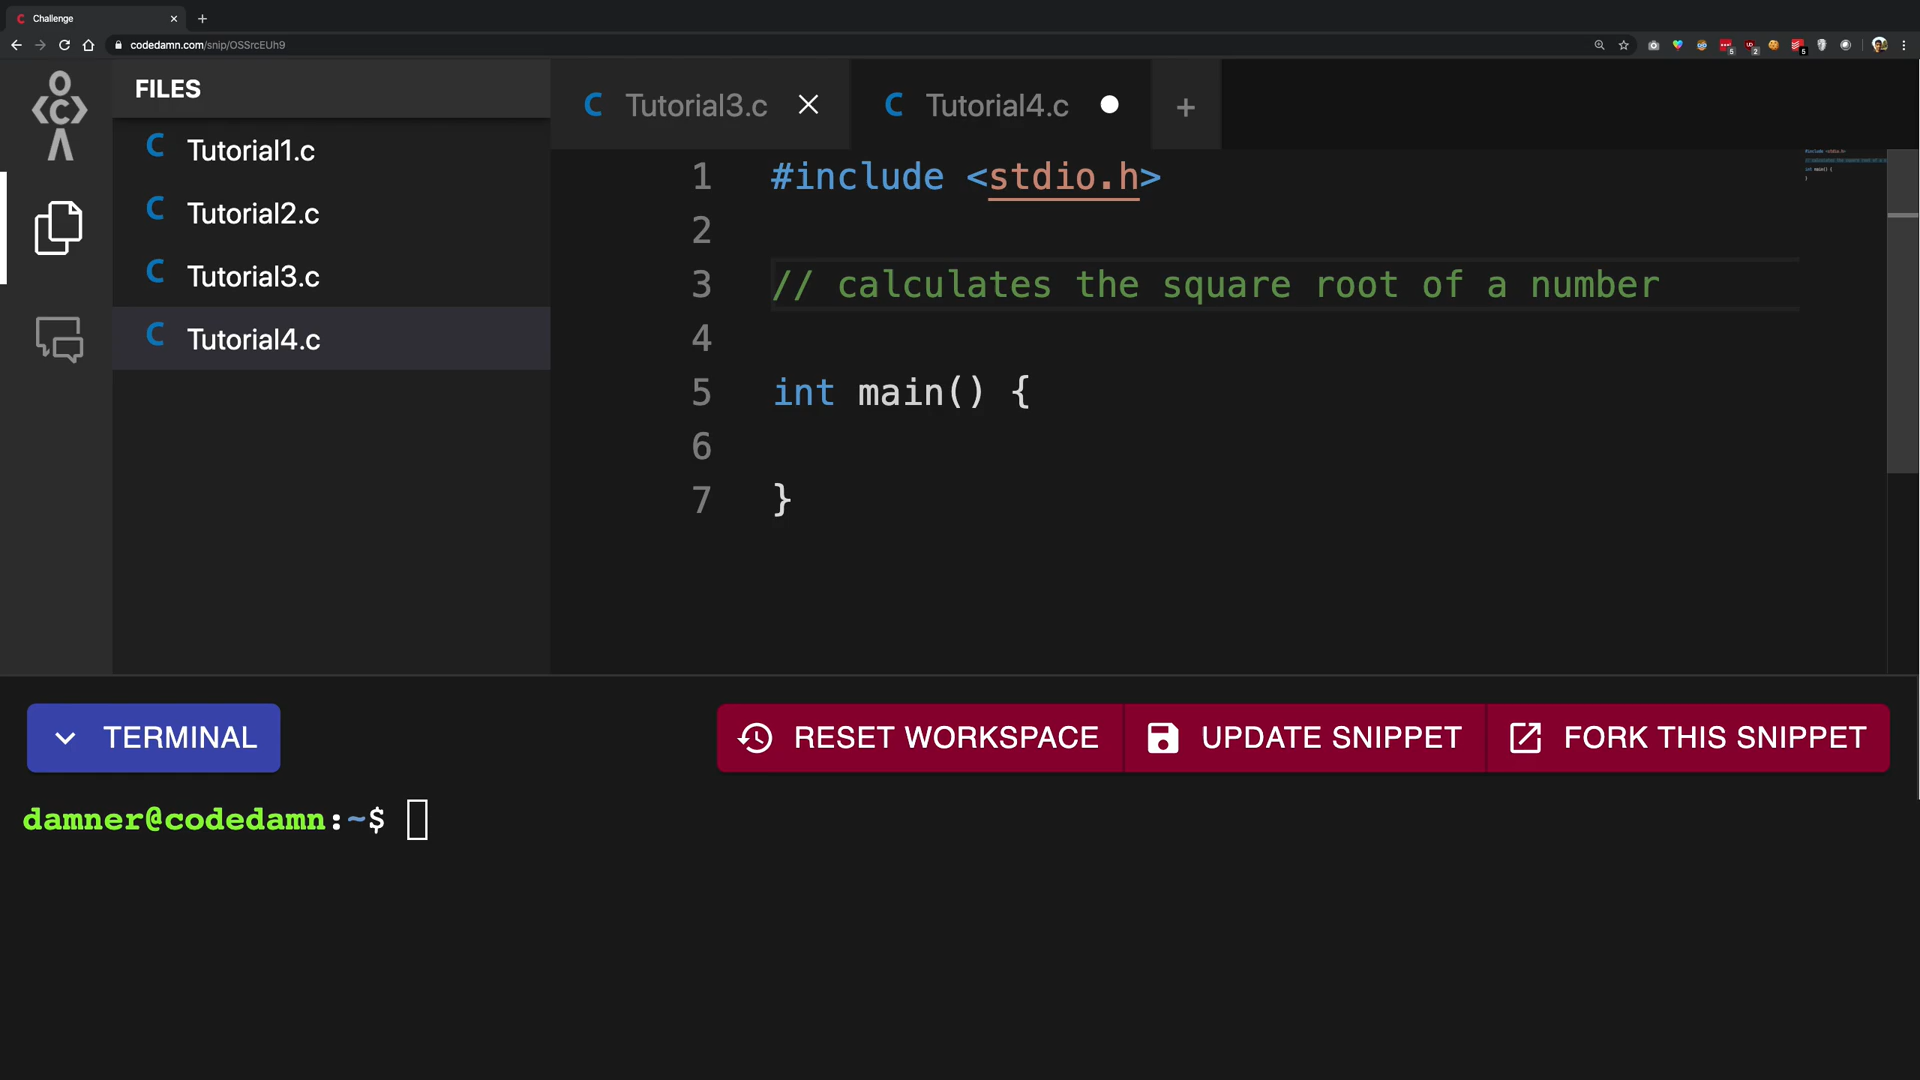 Challenge
codedamn.com/snip/OSSrcEUh9
FILES
Tutorial1.c
Tutorial2.c
Tutorial3.c
Tutorial4.c
Tutorial3.c
Tutorial4.c
1 #include <stdio.h>
2
3 // calculates the square root of a number
4
5 int main() {
6
7 }
TERMINAL
RESET WORKSPACE
UPDATE SNIPPET
FORK THIS SNIPPET
damner@codedamn:~$